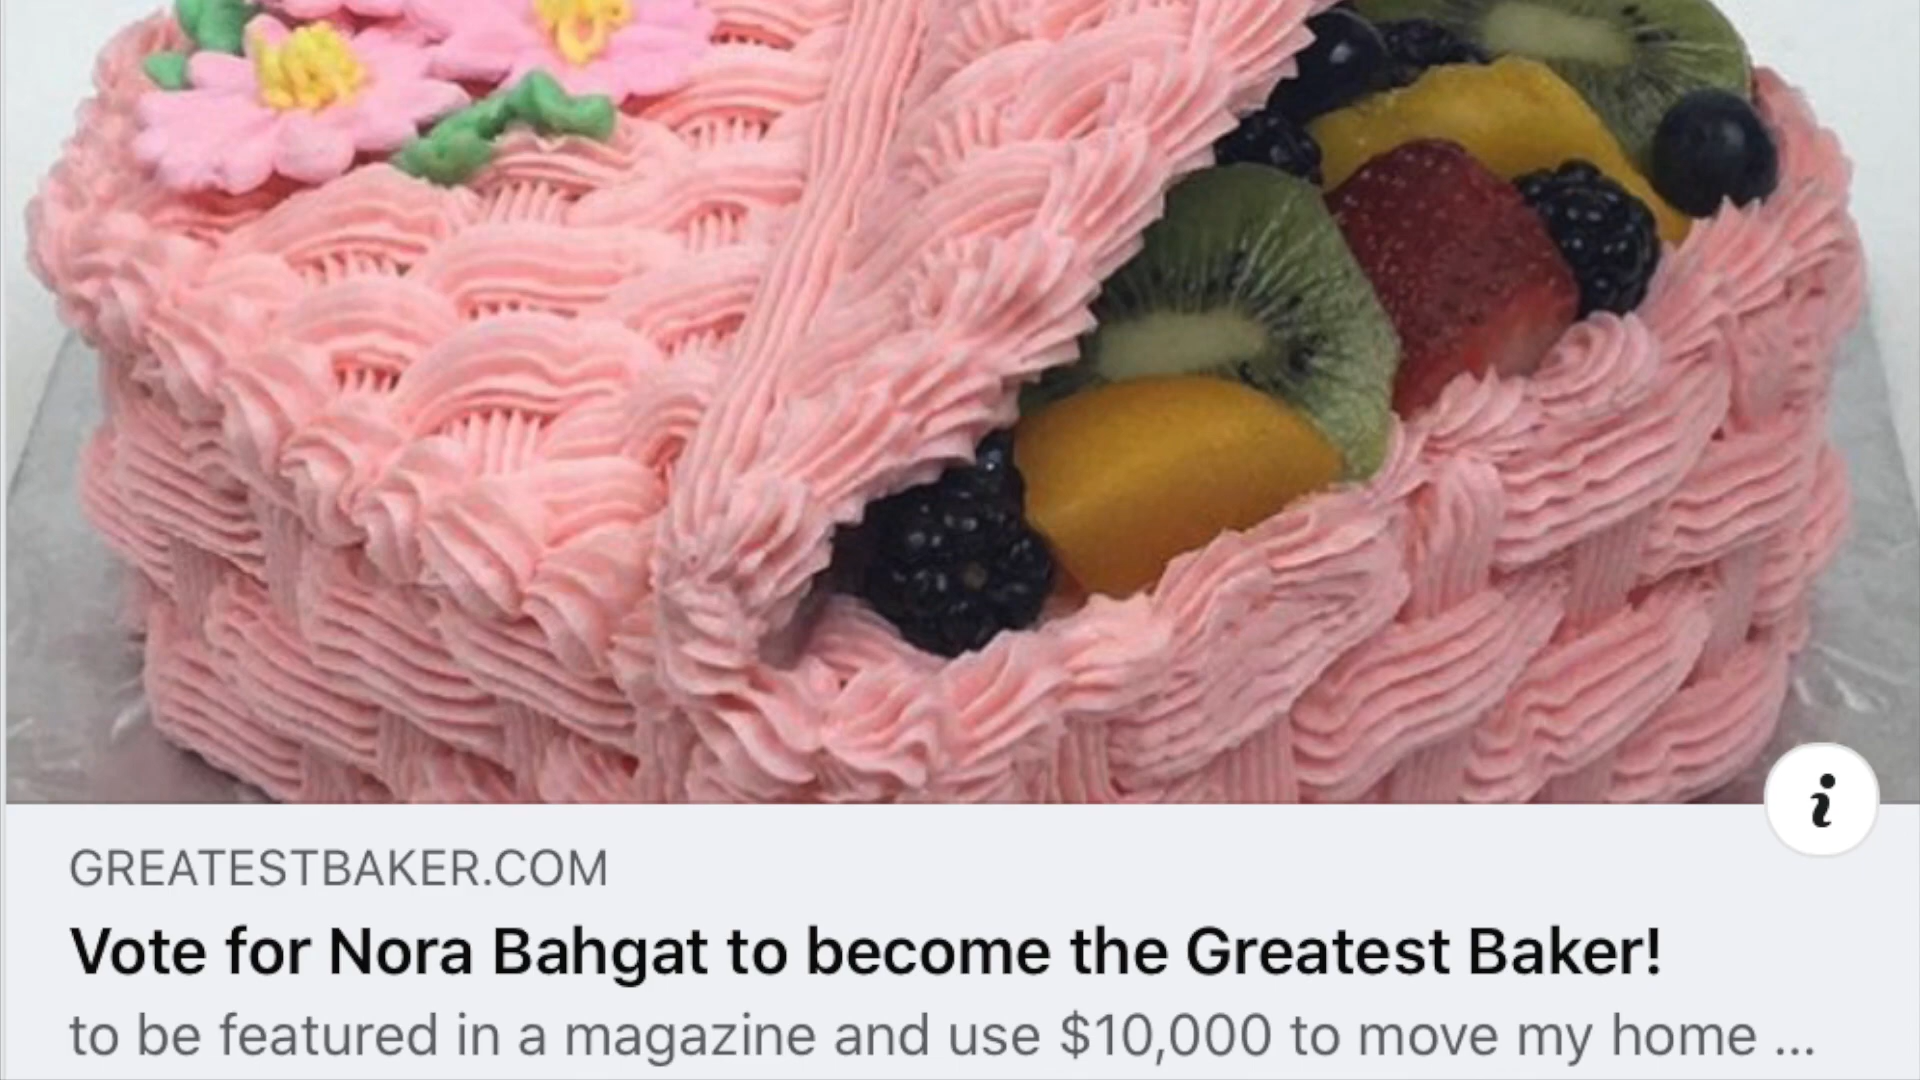 GREATESTBAKER.COM
Vote for Nora Bahgat to become the Greatest Baker!
to be featured in a magazine and use $10,000 to move my home ...